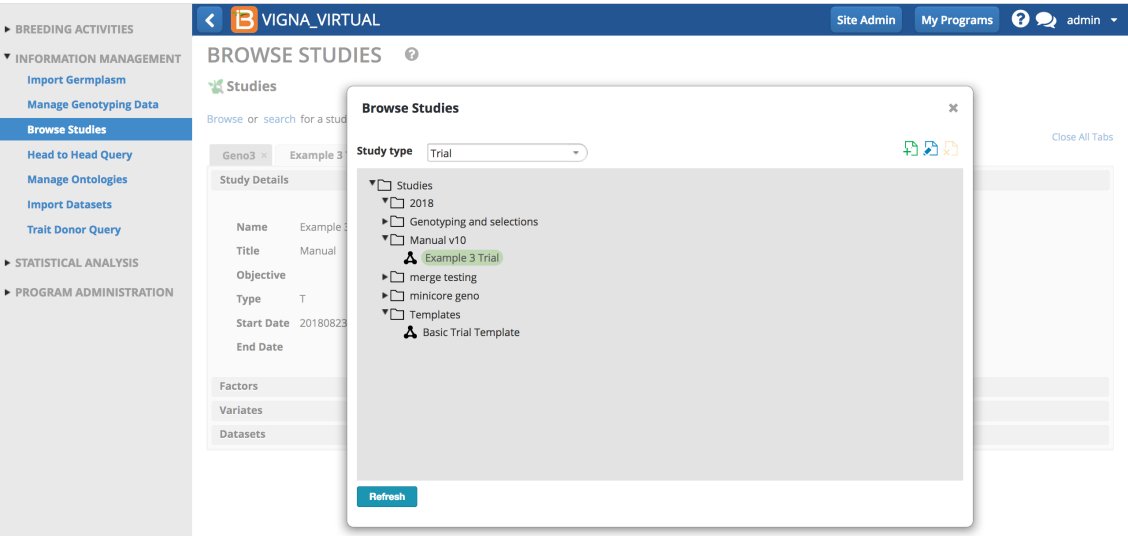 BREEDING ACTIVITIES
INFORMATION MANAGEMENT
Import Germplasm
Manage Genotyping Data
Browse Studies
Head to Head Query
Manage Ontologies
Import Datasets
Trait Donor Query
STATISTICAL ANALYSIS
PROGRAM ADMINISTRATION
VIGNA_VIRTUAL
Site Admin
My Programs
admin
BROWSE STUDIES
Studies
Browse or search for a stud
Close All Tabs
Geno3
Example 3
Study Details
Name Example 3
Title Manual
Objective
Type T
Start Date 20180823
End Date
Factors
Variates
Datasets
Browse Studies
Study type Trial
Studies
2018
Genotyping and selections
Manual v10
Example 3 Trial
merge testing
minicore geno
Templates
Basic Trial Template
Refresh